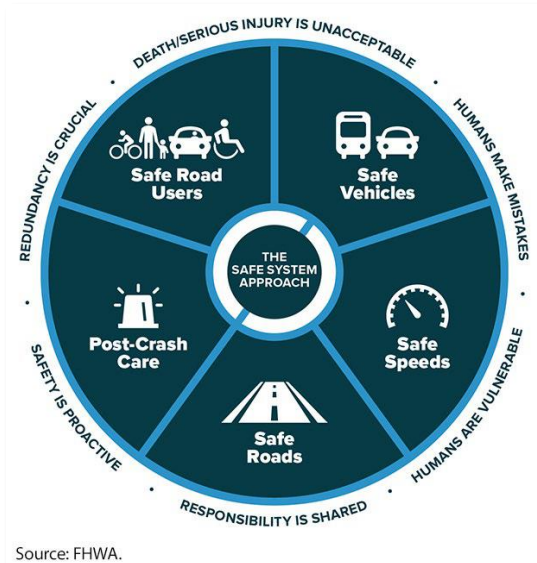 DEATH/SERIOUS INJURY IS UNACCEPTABLE
HUMANS MAKE MISTAKES
HUMANS ARE VULNERABLE
RESPONSIBILITY IS SHARED
SAFETY IS PROACTIVE
REDUNDANCY IS CRUCIAL
Safe Road
Users
Safe
Vehicles
THE
SAFE SYSTEM
APPROACH
Post-Crash
Care
Safe
Speeds
Safe
Roads
Source: FHWA.